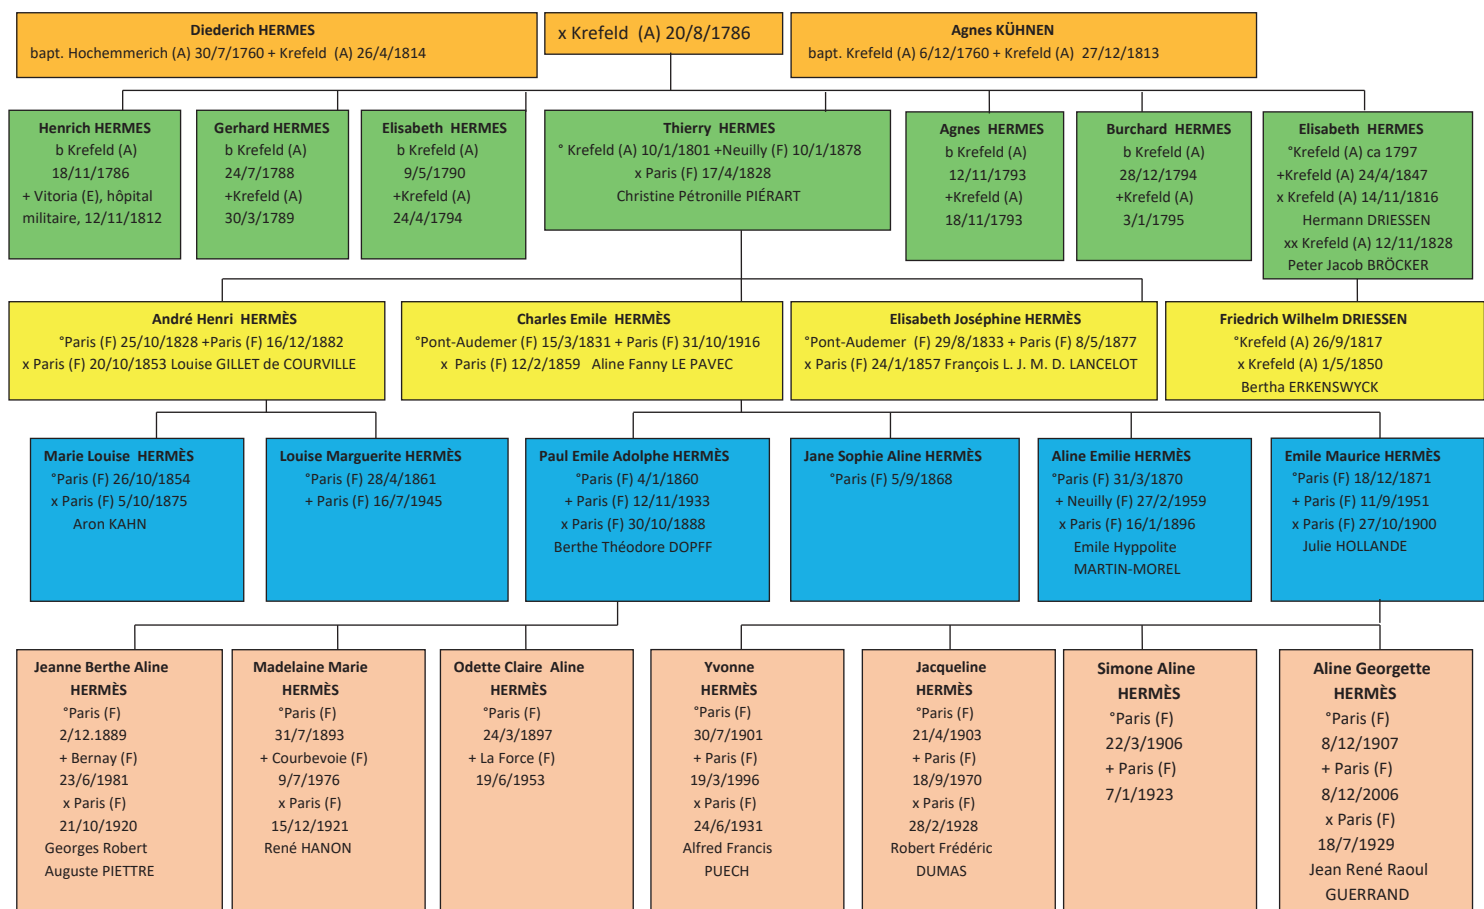 Diederich HERMES
bapt. Hochemmerich (A) 30/7/1760 + Krefeld (A) 26/4/1814
x Krefeld (A) 20/8/1786
Agnes KÜHNEN
bapt. Krefeld (A) 6/12/1760 + Krefeld (A) 27/12/1813
Henrich HERMES
b Krefeld (A)
18/11/1786
+ Vitoria (E), hôpital
militaire, 12/11/1812
Gerhard HERMES
b Krefeld (A)
24/7/1788
+Krefeld (A)
30/3/1789
Elisabeth HERMES
b Krefeld (A)
9/5/1790
+Krefeld (A)
24/4/1794
Thierry HERMES
° Krefeld (A) 10/1/1801 +Neuilly (F) 10/1/1878
x Paris (F) 17/4/1828
Christine Pétronille PIÉRART
Agnes HERMES
b Krefeld (A)
12/11/1793
+Krefeld (A)
18/11/1793
Burchard HERMES
b Krefeld (A)
28/12/1794
+Krefeld (A)
3/1/1795
Elisabeth HERMES
°Krefeld (A) ca 1797
+Krefeld (A) 24/4/1847
x Krefeld (A) 14/11/1816
Hermann DRIESSEN
xx Krefeld (A) 12/11/1828
Peter Jacob BRÖCKER
André Henri HERMÈS
°Paris (F) 25/10/1828 +Paris (F) 16/12/1882
x Paris (F) 20/10/1853 Louise GILLET de COURVILLE
Charles Emile HERMÈS
°Pont-Audemer (F) 15/3/1831 + Paris (F) 31/10/1916
x Paris (F) 12/2/1859 Aline Fanny LE PAVEC
Elisabeth Joséphine HERMÈS
°Pont-Audemer (F) 29/8/1833 + Paris (F) 8/5/1877
x Paris (F) 24/1/1857 François L. J. M. D. LANCELOT
Friedrich Wilhelm DRIESSEN
°Krefeld (A) 26/9/1817
x Krefeld (A) 1/5/1850
Bertha ERKENSWYCK
Marie Louise HERMÈS
°Paris (F) 26/10/1854
x Paris (F) 5/10/1875
Aron KAHN
Louise Marguerite HERMÈS
°Paris (F) 28/4/1861
+ Paris (F) 16/7/1945
Paul Emile Adolphe HERMÈS
°Paris (F) 4/1/1860
+ Paris (F) 12/11/1933
x Paris (F) 30/10/1888
Berthe Théodore DOPFF
Jane Sophie Aline HERMÈS
°Paris (F) 5/9/1868
Aline Emilie HERMÈS
°Paris (F) 31/3/1870
+ Neuilly (F) 27/2/1959
x Paris (F) 16/1/1896
Emile Hyppolite
MARTIN-MOREL
Emile Maurice HERMÈS
°Paris (F) 18/12/1871
+ Paris (F) 11/9/1951
x Paris (F) 27/10/1900
Julie HOLLANDE
Jeanne Berthe Aline
HERMÈS
°Paris (F)
2/12.1889
+ Bernay (F)
23/6/1981
x Paris (F)
21/10/1920
Georges Robert
Auguste PIETTRE
Madelaine Marie
HERMÈS
°Paris (F)
31/7/1893
+ Courbevoie (F)
9/7/1976
x Paris (F)
15/12/1921
René HANON
Odette Claire Aline
HERMÈS
°Paris (F)
24/3/1897
+ La Force (F)
19/6/1953
Yvonne
HERMÈS
°Paris (F)
30/7/1901
+ Paris (F)
19/3/1996
x Paris (F)
24/6/1931
Alfred Francis
PUECH
Jacqueline
HERMÈS
°Paris (F)
21/4/1903
+ Paris (F)
18/9/1970
x Paris (F)
28/2/1928
Robert Frédéric
DUMAS
Simone Aline
HERMÈS
°Paris (F)
22/3/1906
+ Paris (F)
7/1/1923
Aline Georgette
HERMÈS
°Paris (F)
8/12/1907
+ Paris (F)
8/12/2006
x Paris (F)
18/7/1929
Jean René Raoul
GUERRAND